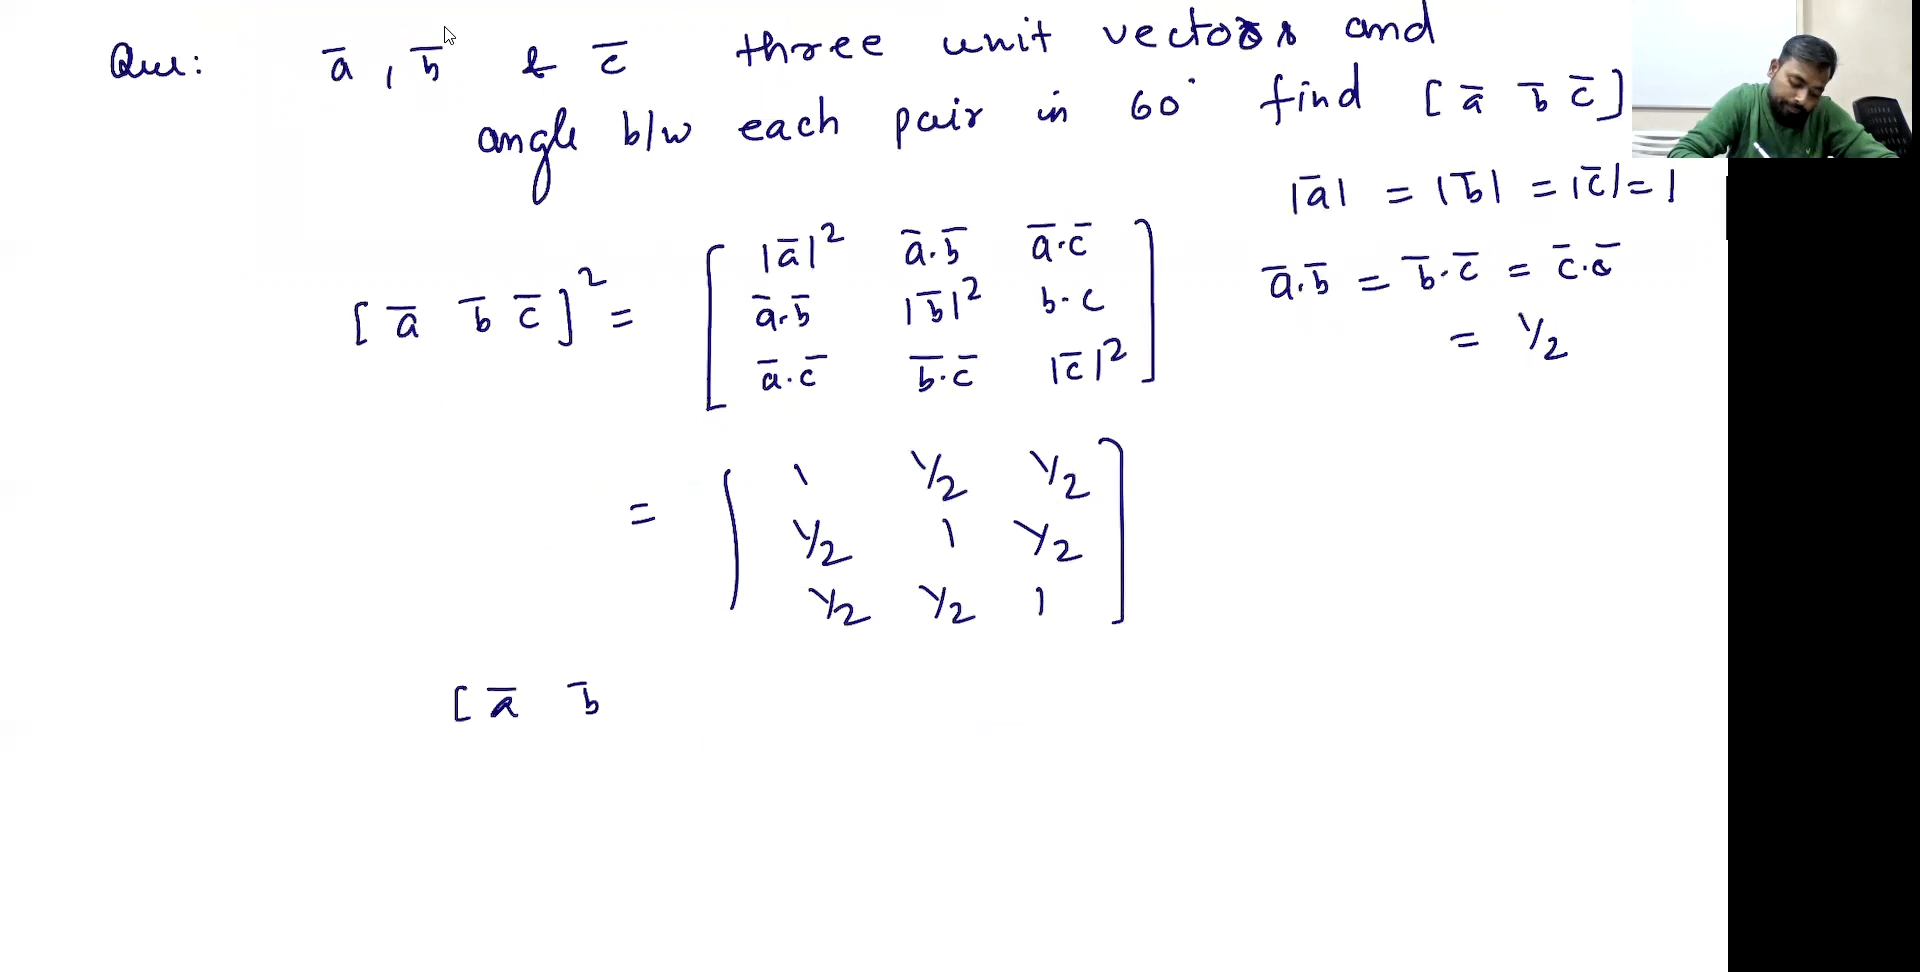 Que: a̅ , b̅ & c̅ three unit vectors and
angle b/w each pair in 60° find [ a̅ b̅ c̅ ]
|a̅| = |b̅| = |c̅| = 1
[ a̅ b̅ c̅ ]² = [ |a̅|² a̅.b̅ a̅.c̅
a̅.b̅ |b̅|² b.c
a̅.c̅ b̅.c̅ |c̅|² ]
a̅.b̅ = b̅.c̅ = c̅.a̅
= 1/2
= [ 1 1/2 1/2
1/2 1 1/2
1/2 1/2 1 ]
[ a̅ b̅